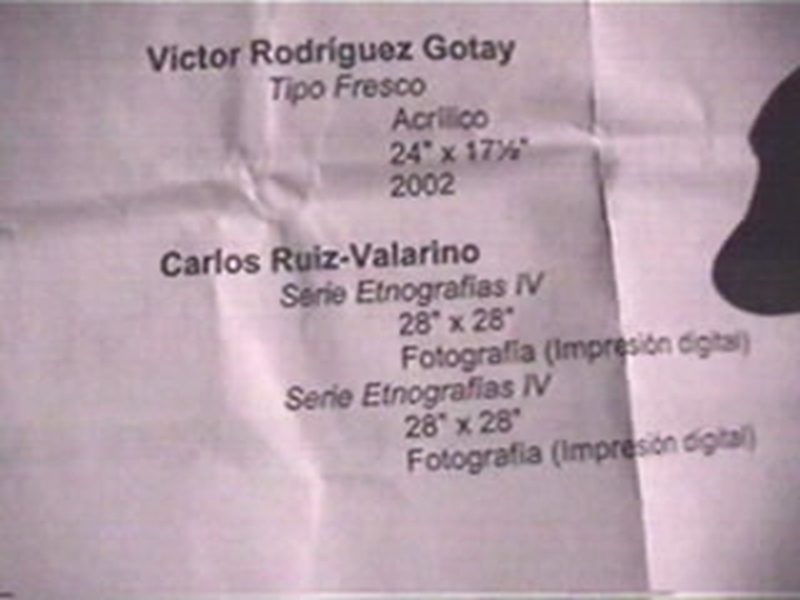 Victor Rodríguez Gotay
Tipo Fresco
Acrílico
24" x 17½"
2002
Carlos Ruiz-Valarino
Serie Etnografías IV
28" x 28"
Fotografía (Impresión digital)
Serie Etnografías IV
28" x 28"
Fotografía (Impresión digital)